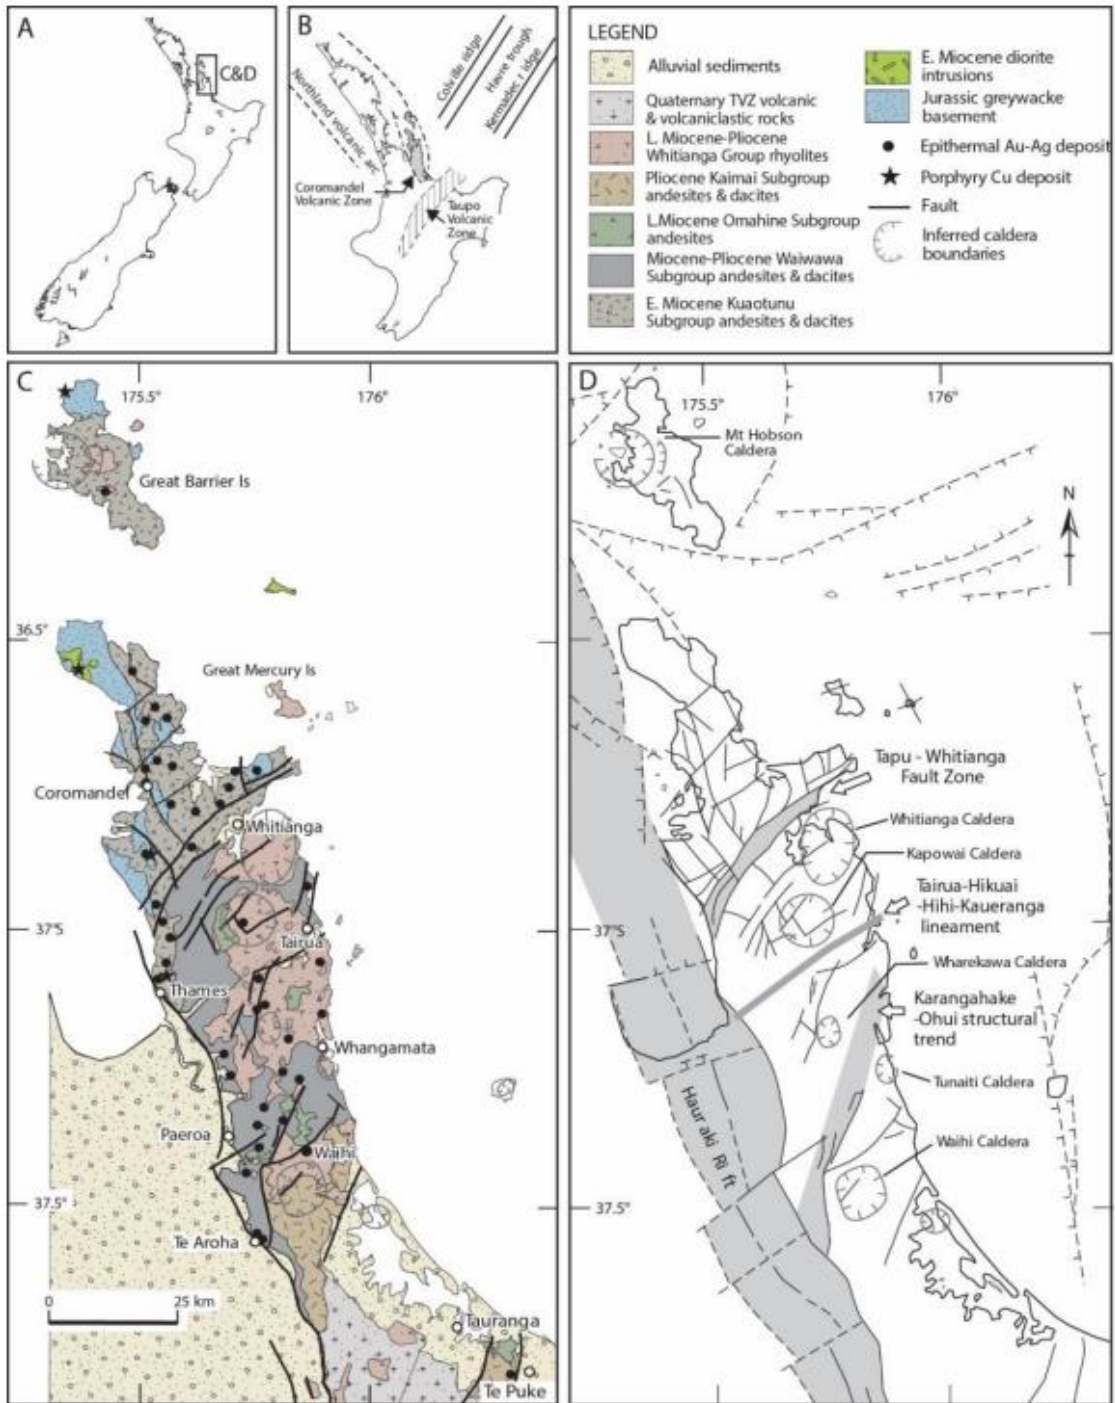 A
C&D
B
Northland volcanic arc
Colville ridge
Havre trough
Kermadec r idge
Coromandel
Volcanic Zone
Taupo
Volcanic
Zone
LEGEND
Alluvial sediments
Quaternary TVZ volcanic
& volcaniclastic rocks
L. Miocene-Pliocene
Whitianga Group rhyolites
Pliocene Kaimai Subgroup
andesites & dacites
L.Miocene Omahine Subgroup
andesites
Miocene-Pliocene Waiwawa
Subgroup andesites & dacites
E. Miocene Kuaotunu
Subgroup andesites & dacites
E. Miocene diorite
intrusions
Jurassic greywacke
basement
Epithermal Au-Ag deposit
Porphyry Cu deposit
Fault
Inferred caldera
boundaries
C
175.5°
176°
Great Barrier Is
36.5°
Great Mercury Is
Coromandel
Whitianga
37°S
Tairua
Thames
Whangamata
Paeroa
Waihi
37.5°
Te Aroha
0
25 km
Tauranga
Te Puke
D
175.5°
176°
Mt Hobson
Caldera
N
Tapu - Whitianga
Fault Zone
Whitianga Caldera
Kapowai Caldera
Tairua-Hikuai
-Hihi-Kaueranga
lineament
37°S
Wharekawa Caldera
Karangahake
-Ohui structural
trend
Tunaiti Caldera
Haur aki Ri ft
Waihi Caldera
37.5°